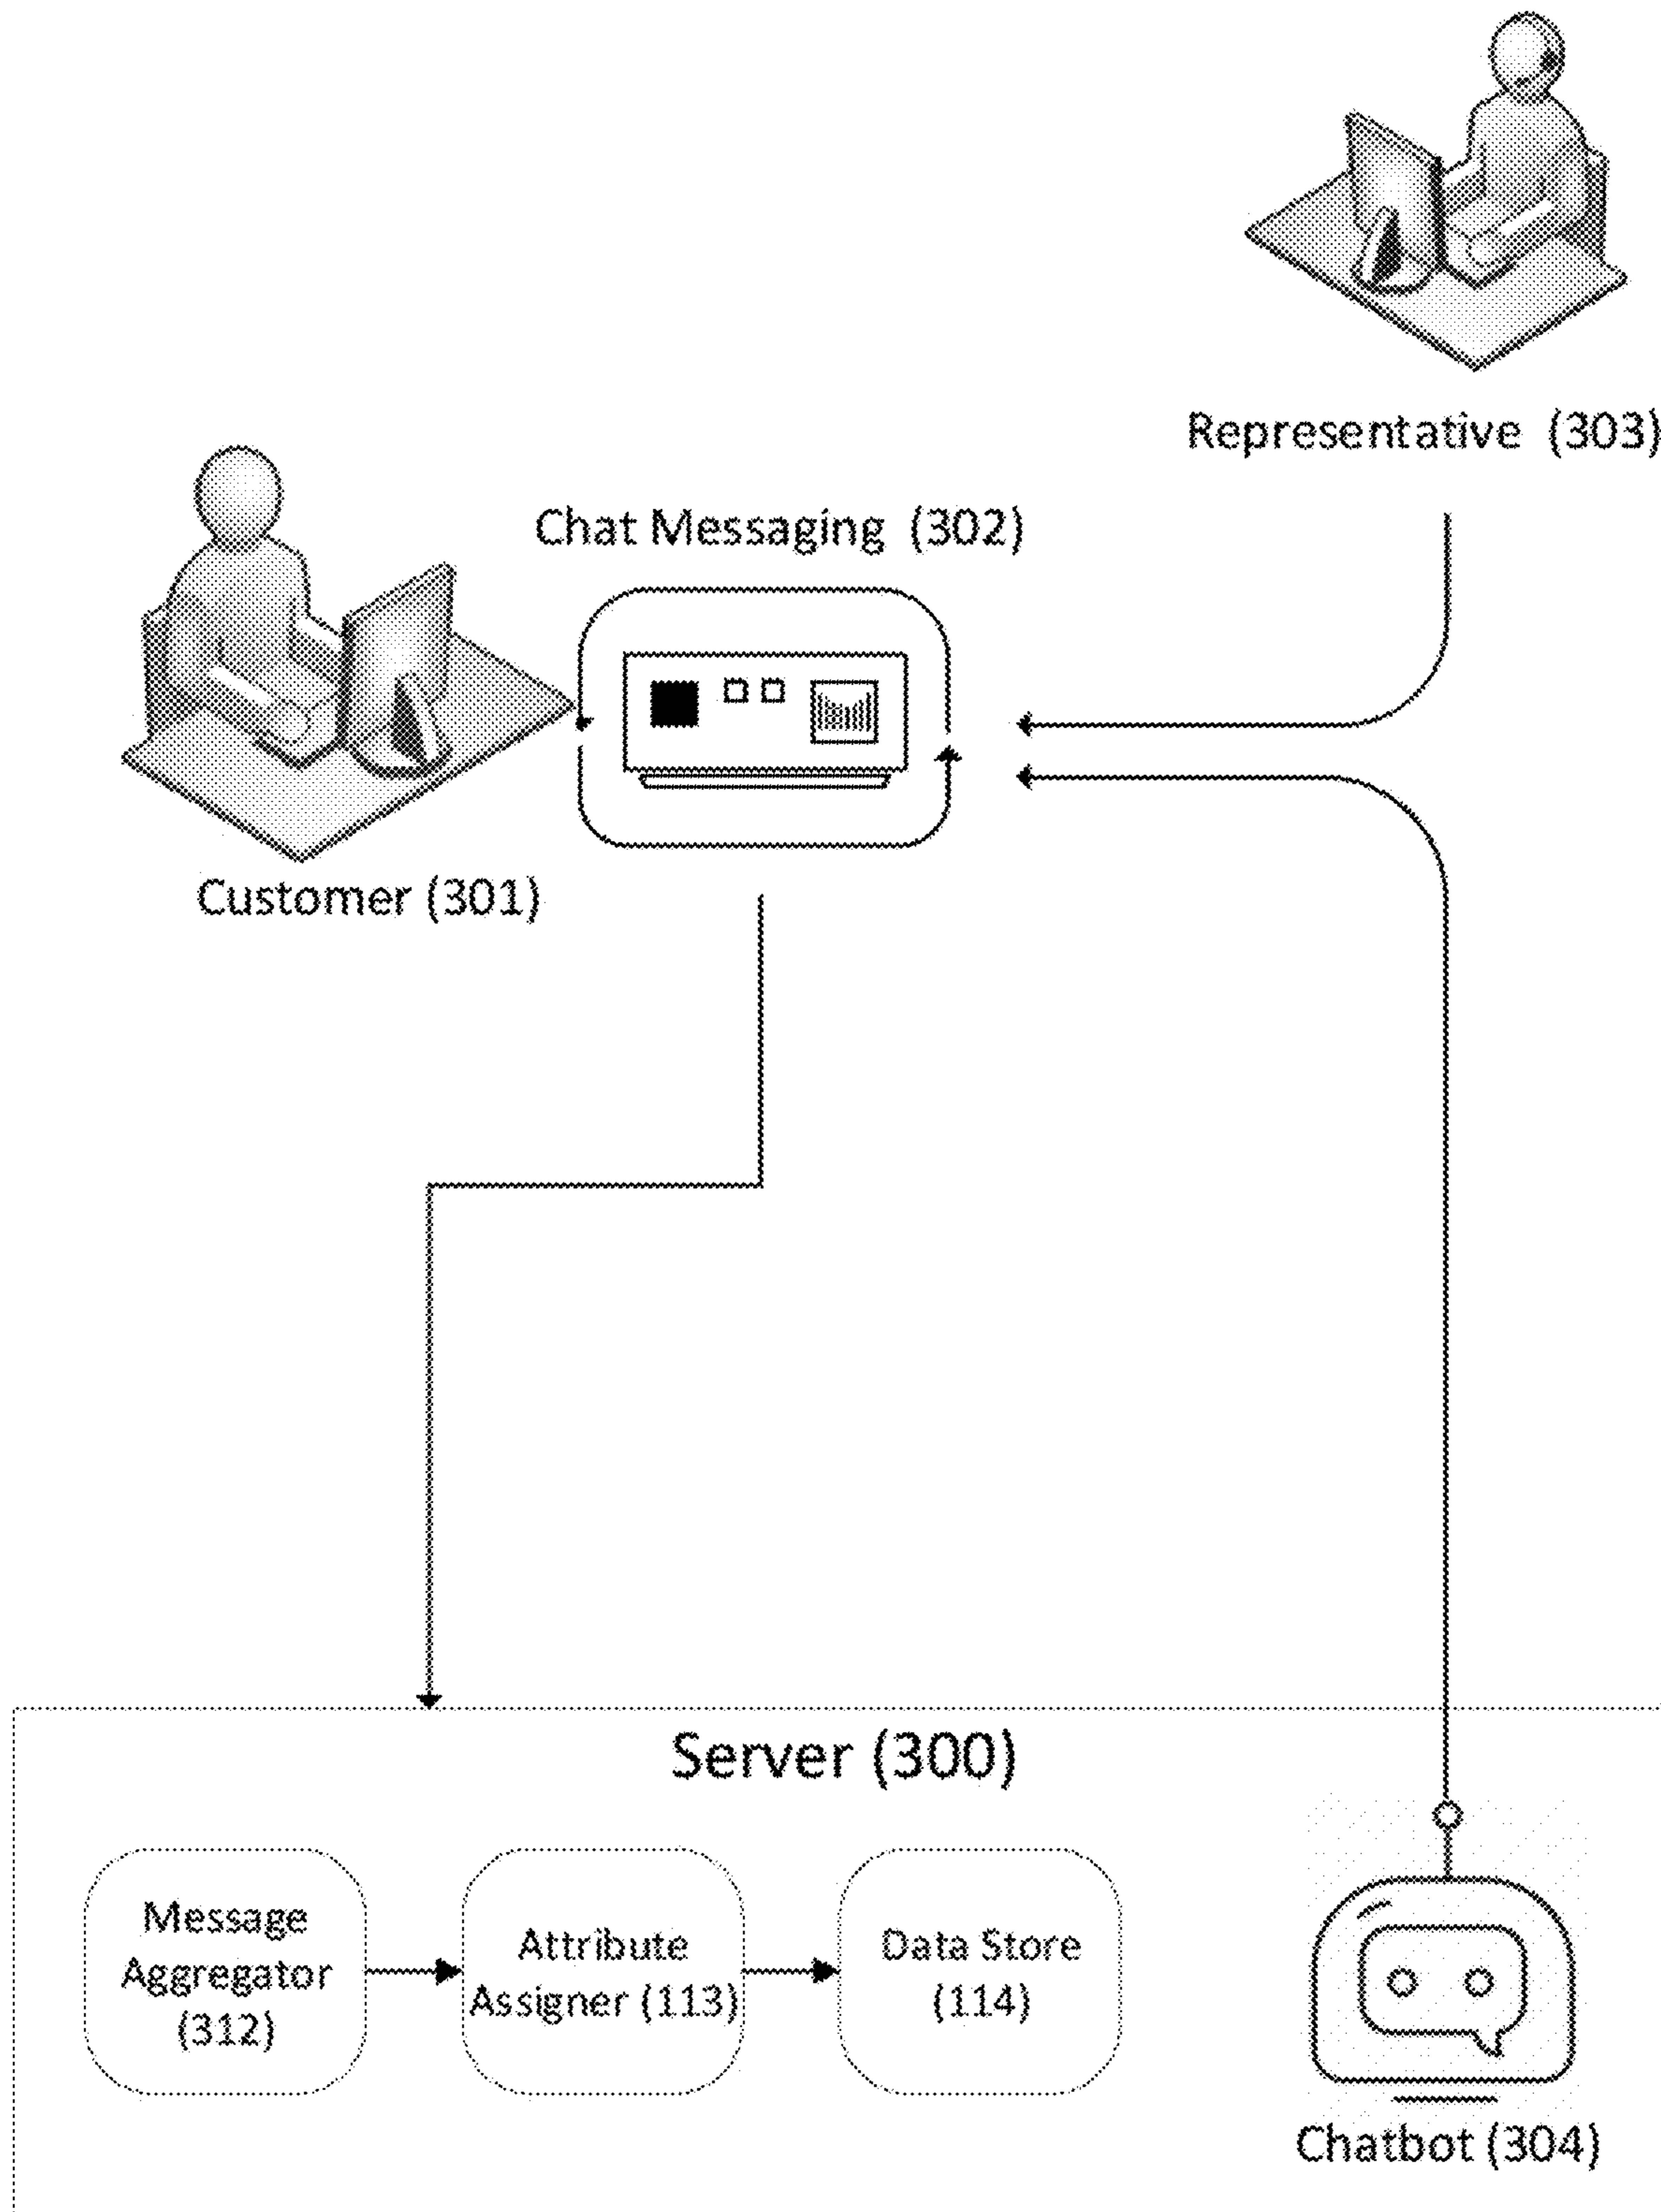 Representative (303)
Chat Messaging (302)
Customer (301)
Server (300)
Message
Aggregator
(312)
Attribute
Assigner (113)
Data Store
(114)
Chatbot (304)